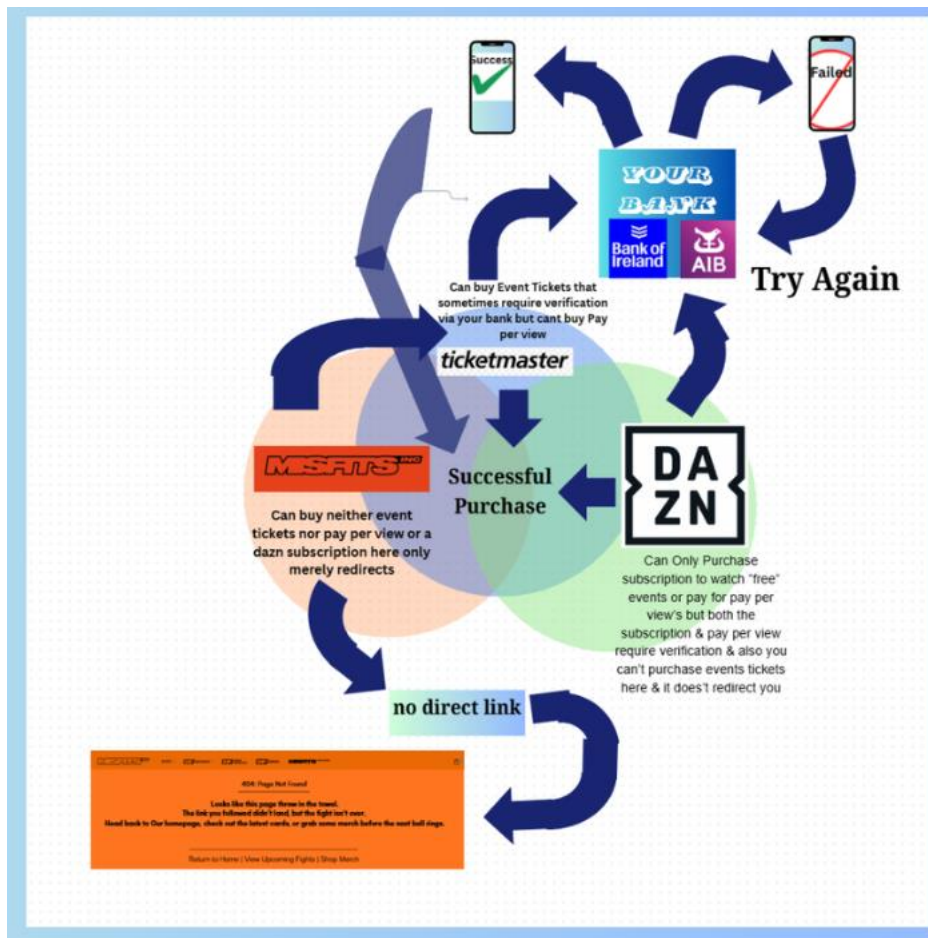 Success
Failed
YOUR
BANK
Bank of
Ireland
AIB
Try Again
Can buy Event Tickets that
sometimes require verification
via your bank but cant buy Pay
per view
ticketmaster
MISFITS
Can buy neither event
tickets nor pay per view or a
dazn subscription here only
merely redirects
Successful
Purchase
DA
ZN
Can Only Purchase
subscription to watch "free"
events or pay for pay per
view's but both the
subscription & pay per view
require verification & also you
can't purchase events tickets
here & it does't redirect you
no direct link
404: Page Not Found
Looks like this page threw in the towel.
The link you followed didn't land, but the fight isn't over.
Head back to Our homepage, check out the latest cards, or grab some merch before the next bell rings.
Return to Home | View Upcoming Fights | Shop Merch